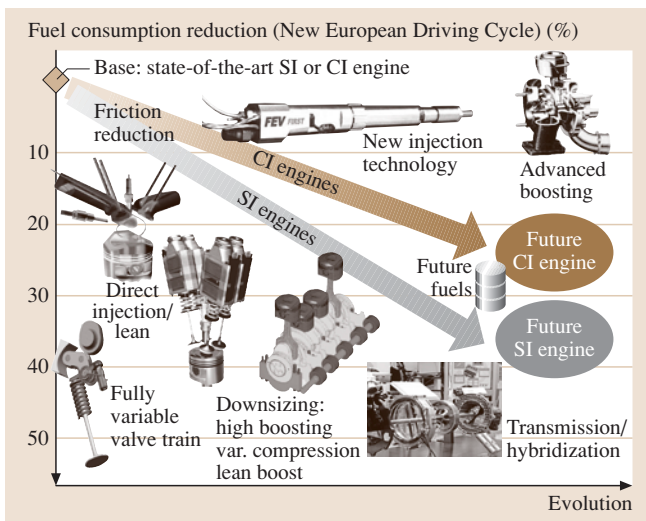 Fuel consumption reduction (New European Driving Cycle) (%)
Base: state-of-the-art SI or CI engine
Friction
reduction
FEV FIRST
New injection
technology
Advanced
boosting
10
20
30
40
50
CI engines
SI engines
Future
CI engine
Future
fuels
Future
SI engine
Direct
injection/
lean
Fully
variable
valve train
Downsizing:
high boosting
var. compression
lean boost
Transmission/
hybridization
Evolution